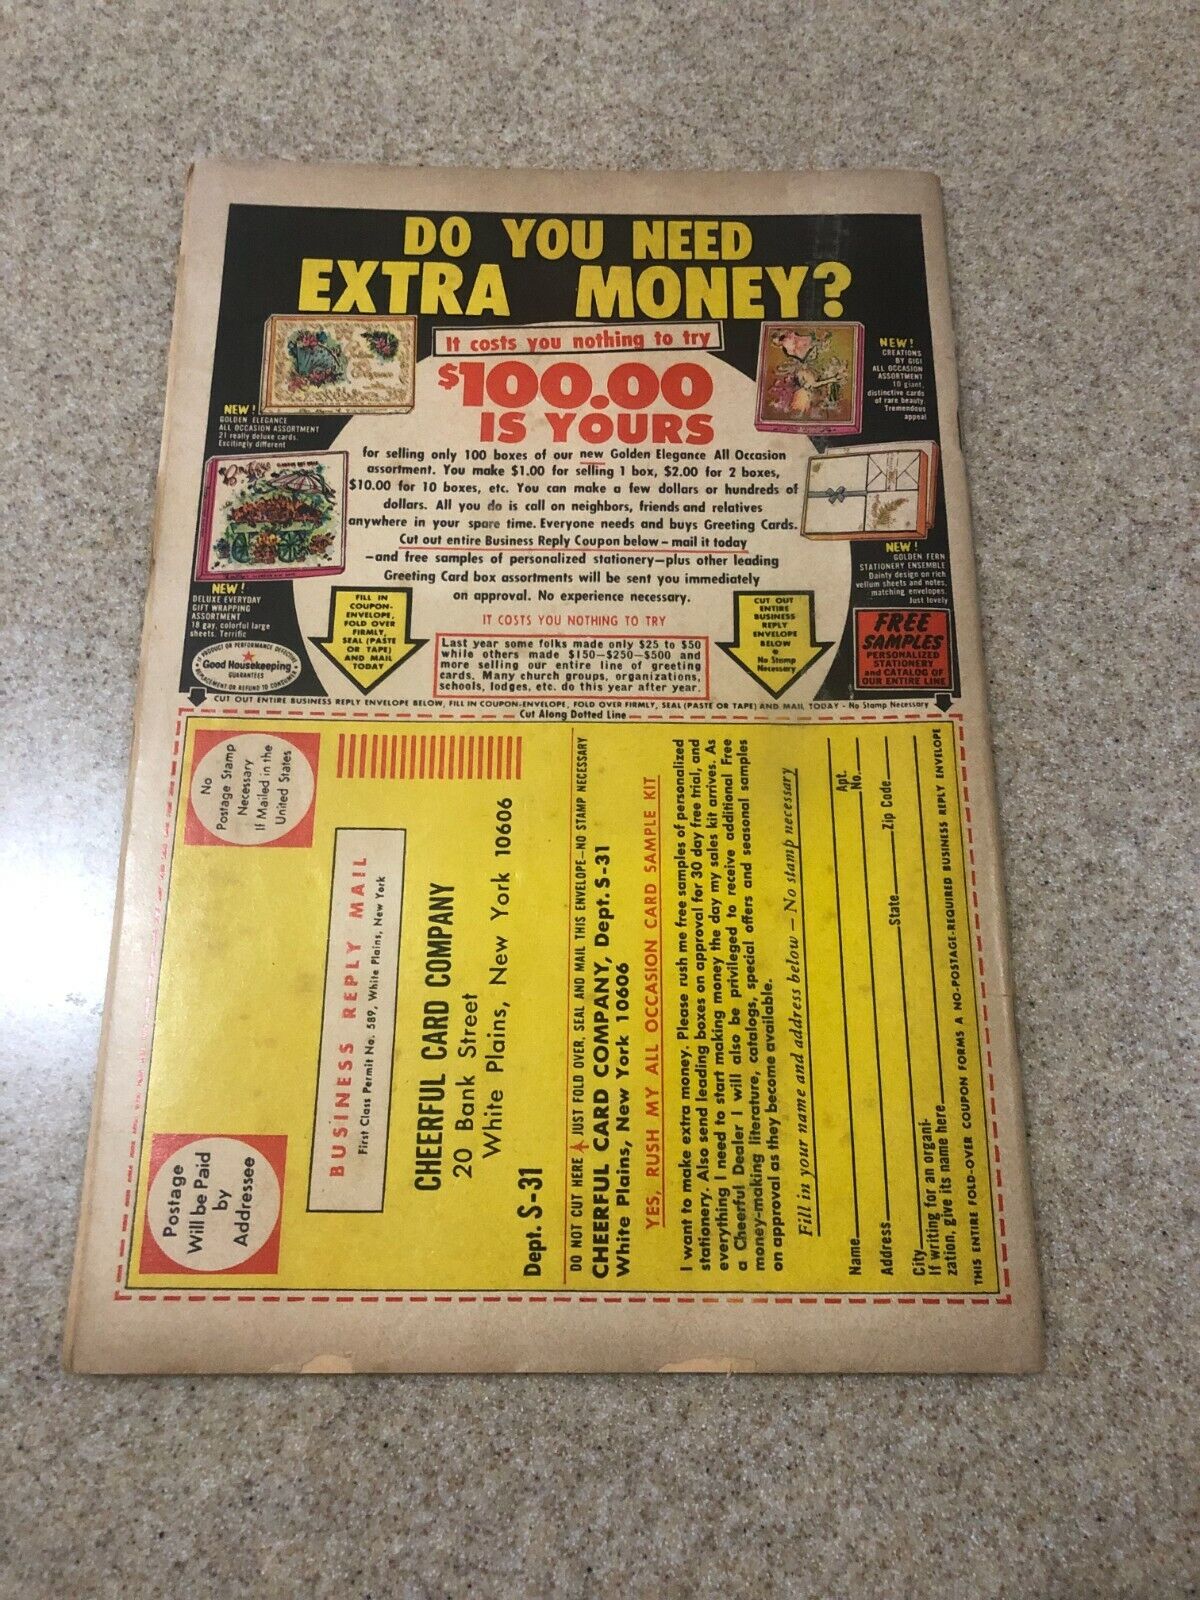 DO YOU NEED
EXTRA MONEY?
It costs you nothing to try
$100.00
IS YOURS
NEW!
GOLDEN ELEGANCE
ALL OCCASION ASSORTMENT
21 really deluxe cards.
Excitingly different
NEW!
CREATIONS
BY GIGI
ALL OCCASION
ASSORTMENT
10 giant,
distinctive cards
of rare beauty.
Tremendous
appeal
for selling only 100 boxes of our new Golden Elegance All Occasion
assortment. You make $1.00 for selling 1 box, $2.00 for 2 boxes,
$10.00 for 10 boxes, etc. You can make a few dollars or hundreds of
dollars. All you do is call on neighbors, friends and relatives
anywhere in your spare time. Everyone needs and buys Greeting Cards.
Cut out entire Business Reply Coupon below—mail it today
—and free samples of personalized stationery—plus other leading
Greeting Card box assortments will be sent you immediately
on approval. No experience necessary.
NEW!
DELUXE EVERYDAY
GIFT WRAPPING
ASSORTMENT
18 gay, colorful large
sheets. Terrific
NEW!
GOLDEN FERN
STATIONERY ENSEMBLE
Dainty design on rich
vellum sheets and notes,
matching envelopes.
Just lovely
FILL IN
COUPON-
ENVELOPE,
FOLD OVER
FIRMLY,
SEAL (PASTE
OR TAPE)
AND MAIL
TODAY
IT COSTS YOU NOTHING TO TRY
Last year some folks made only $25 to $50
while others made $150—$250—$500 and
more selling our entire line of greeting
cards. Many church groups, organizations,
schools, lodges, etc. do this year after year.
CUT OUT
ENTIRE
BUSINESS
REPLY
ENVELOPE
BELOW
No Stamp
Necessary
FREE
SAMPLES
PERSONALIZED
STATIONERY
and CATALOG OF
OUR ENTIRE LINE
Good Housekeeping
GUARANTEES
REPLACEMENT OR REFUND TO CONSUMER
CUT OUT ENTIRE BUSINESS REPLY ENVELOPE BELOW, FILL IN COUPON-ENVELOPE, FOLD OVER FIRMLY, SEAL (PASTE OR TAPE) AND MAIL TODAY - No Stamp Necessary
Cut Along Dotted Line
Postage
Will be Paid
by
Addressee
No
Postage Stamp
Necessary
If Mailed in the
United States
BUSINESS REPLY MAIL
First Class Permit No. 589, White Plains, New York
CHEERFUL CARD COMPANY
20 Bank Street
White Plains, New York 10606
Dept. S-31
DO NOT CUT HERE JUST FOLD OVER, SEAL AND MAIL THIS ENVELOPE—NO STAMP NECESSARY
CHEERFUL CARD COMPANY, Dept. S-31
White Plains, New York 10606
YES, RUSH MY ALL OCCASION CARD SAMPLE KIT
I want to make extra money. Please rush me free samples of personalized
stationery. Also send leading boxes on approval for 30 day free trial, and
everything I need to start making money the day my sales kit arrives. As
a Cheerful Dealer I will also be privileged to receive additional Free
money-making literature, catalogs, special offers and seasonal samples
on approval as they become available.
Fill in your name and address below — No stamp necessary
Name Apt. No.
Address
City State Zip Code
If writing for an organi-
zation, give its name here
THIS ENTIRE FOLD-OVER COUPON FORMS A NO-POSTAGE-REQUIRED BUSINESS REPLY ENVELOPE